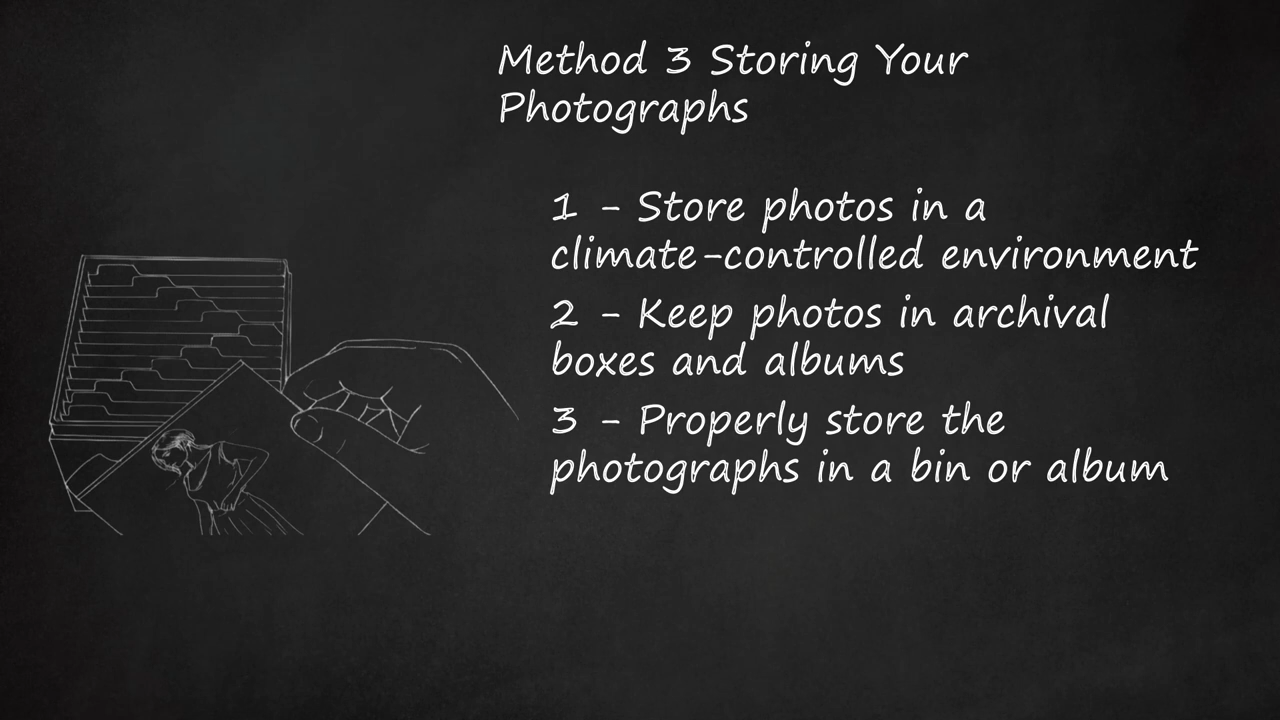 Method 3 Storing Your
Photographs
1 - Store photos in a
climate-controlled environment
2 - Keep photos in archival
boxes and albums
3 - Properly store the
photographs in a bin or album